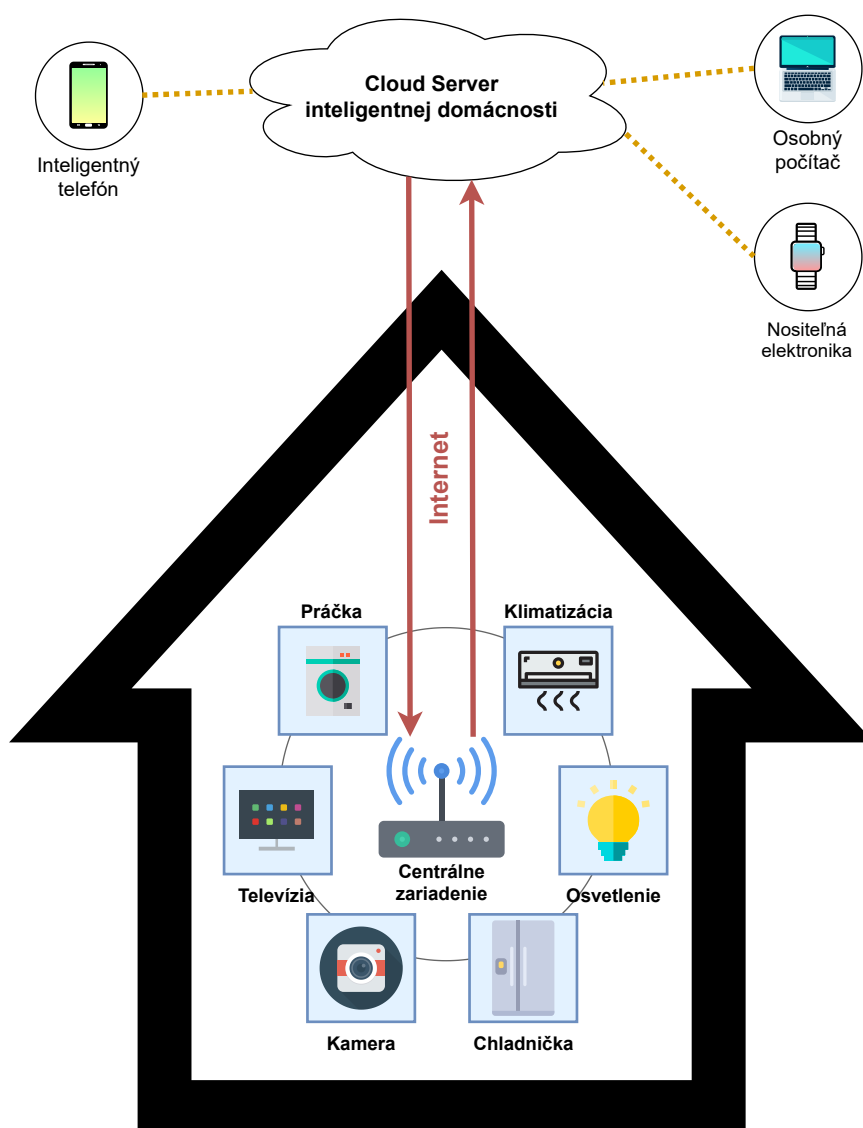 Cloud Server
inteligentnej domácnosti
Inteligentný
telefón
Osobný
počítač
Nositeľná
elektronika
Internet
Práčka
Klimatizácia
Televízia
Centrálne
zariadenie
Osvetlenie
Kamera
Chladnička